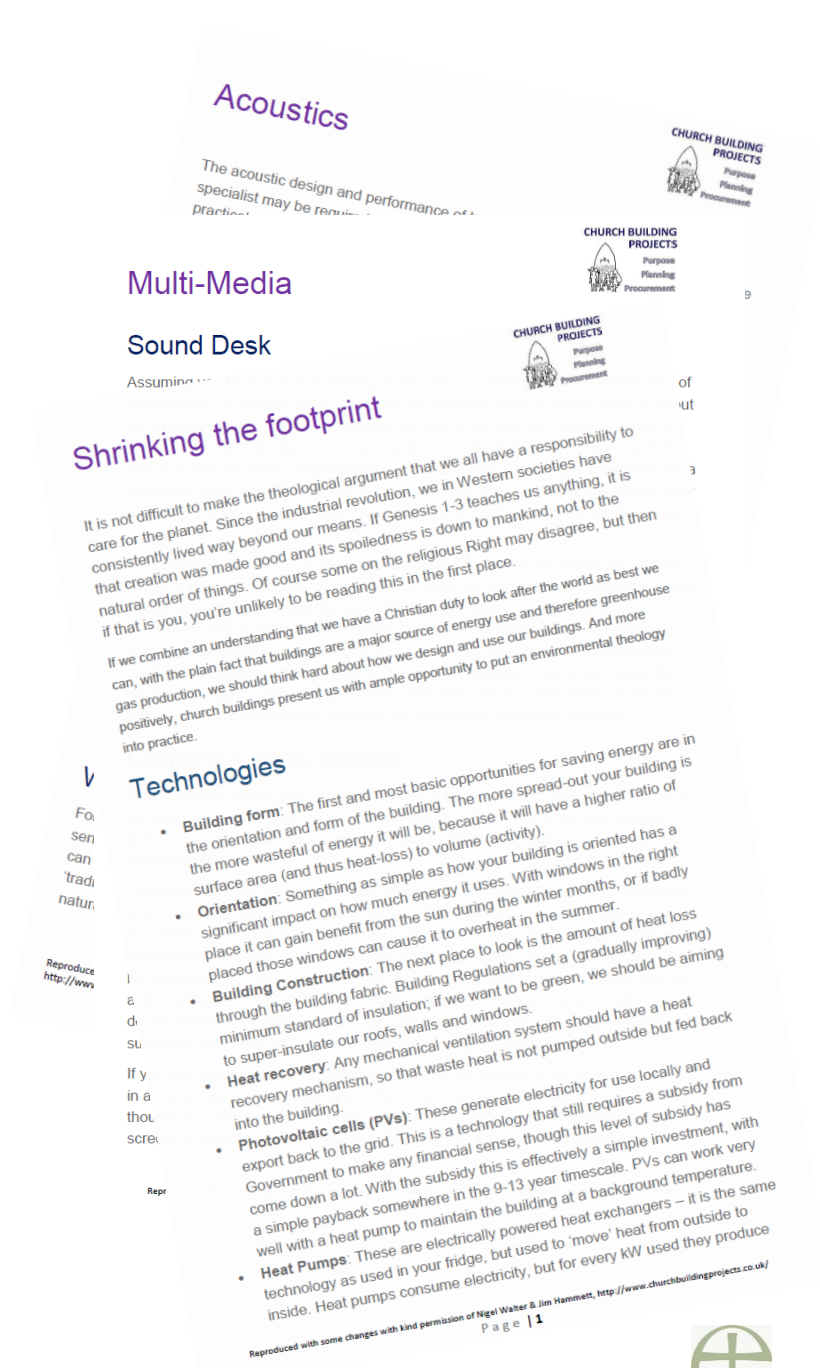 Acoustics
CHURCH BUILDING
PROJECTS
Purpose
Planning
Procurement
The acoustic design and performance of
specialist may be
Multi-Media
CHURCH BUILDING
PROJECTS
Purpose
Planning
Procurement
e
Sound Desk
Assuming
of
a
CHURCH BUILDING
PROJECTS
Purpose
Planning
Procurement
Shrinking the footprint
It is not difficult to make the theological argument that we all have a responsibility to
care for the planet. Since the industrial revolution, we in Western societies have
consistently lived way beyond our means. If Genesis 1-3 teaches us anything, it is
that creation was made good and its spoiledness is down to mankind, not to the
natural order of things. Of course some on the religious Right may disagree, but then
if that is you, you're unlikely to be reading this in the first place.
If we combine an understanding that we have a Christian duty to look after the world as best we
can, with the plain fact that buildings are a major source of energy use and therefore greenhouse
gas production, we should think hard about how we design and use our buildings. And more
positively, church buildings present us with ample opportunity to put an environmental theology
into practice.
Technologies
• Building form: The first and most basic opportunities for saving energy are in
the orientation and form of the building. The more spread-out your building is
the more wasteful of energy it will be, because it will have a higher ratio of
surface area (and thus heat-loss) to volume (activity).
• Orientation: Something as simple as how your building is oriented has a
significant impact on how much energy it uses. With windows in the right
place it can gain benefit from the sun during the winter months, or if badly
placed those windows can cause it to overheat in the summer.
• Building Construction: The next place to look is the amount of heat loss
through the building fabric. Building Regulations set a (gradually improving)
minimum standard of insulation; if we want to be green, we should be aiming
to super-insulate our roofs, walls and windows.
• Heat recovery: Any mechanical ventilation system should have a heat
recovery mechanism, so that waste heat is not pumped outside but fed back
into the building.
• Photovoltaic cells (PVs): These generate electricity for use locally and
export back to the grid. This is a technology that still requires a subsidy from
Government to make any financial sense, though this level of subsidy has
come down a lot. With the subsidy this is effectively a simple investment, with
a simple payback somewhere in the 9-13 year timescale. PVs can work very
well with a heat pump to maintain the building at a background temperature.
• Heat Pumps: These are electrically powered heat exchangers – it is the same
technology as used in your fridge, but used to 'move' heat from outside to
inside. Heat pumps consume electricity, but for every kW used they produce
Reproduced with some changes with kind permission of Nigel Walter & Jim Hammett, http://www.churchbuildingprojects.co.uk/
Page | 1
can
Reproduce
http://www
If y
in a